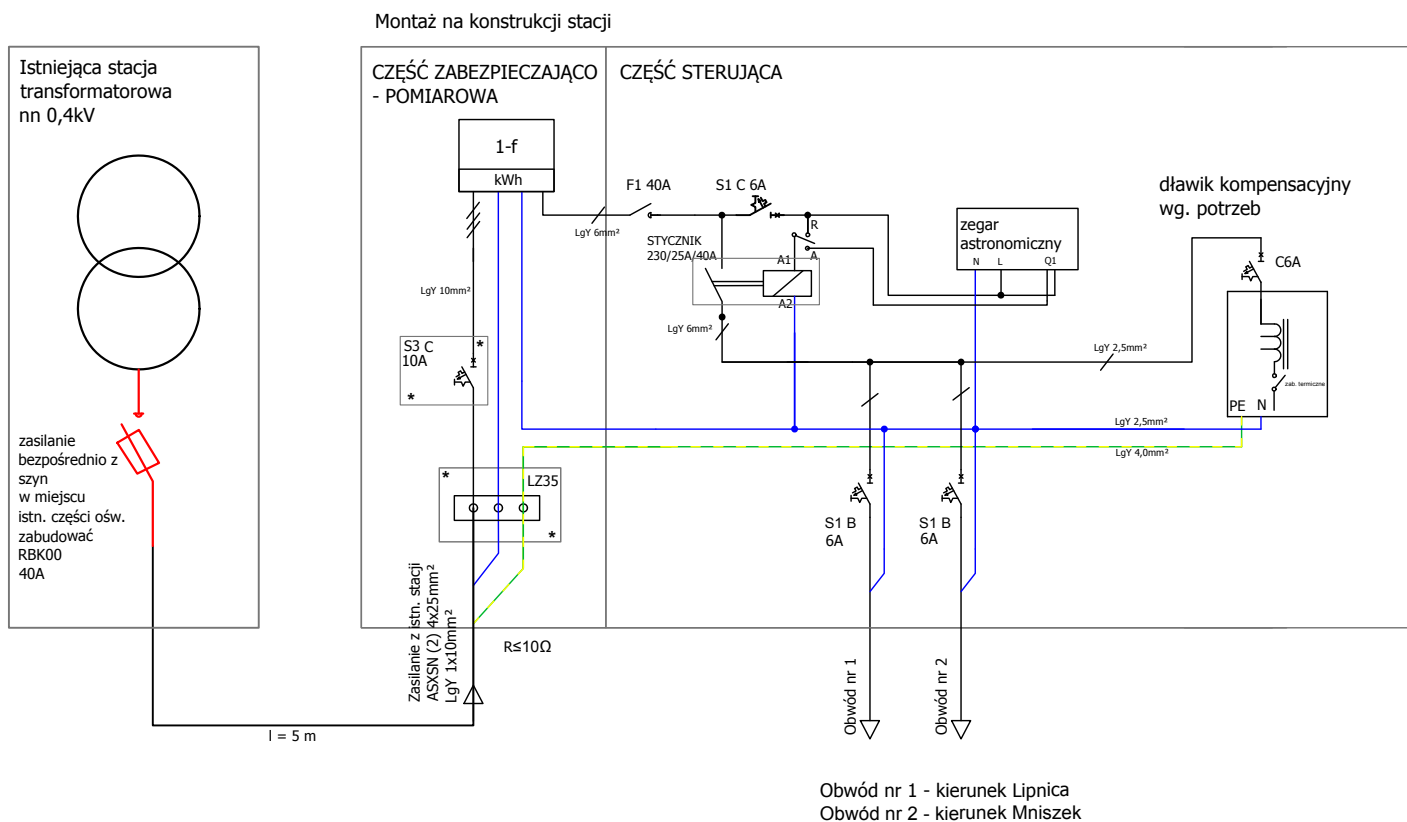 Montaż na konstrukcji stacji
Istniejąca stacja
transformatorowa
nn 0,4kV
zasilanie
bezpośrednio z
szyn
w miejscu
istn. części ośw.
zabudować
RBK00
40A
l = 5 m
CZĘŚĆ ZABEZPIECZAJĄCO
- POMIAROWA
1-f
kWh
LgY 10mm²
S3 C
10A
*
*
*
LZ35
*
Zasilanie z istn. stacji
ASXSN (2) 4x25mm²
LgY 1x10mm²
R≤10Ω
CZĘŚĆ STERUJĄCA
F1 40A
S1 C 6A
LgY 6mm²
STYCZNIK
230/25A/40A
R
A
A1
A2
LgY 6mm²
zegar
astronomiczny
N L Q1
dławik kompensacyjny
wg. potrzeb
C6A
LgY 2,5mm²
zab. termiczne
PE N
LgY 2,5mm²
LgY 4,0mm²
S1 B
6A
S1 B
6A
Obwód nr 1
Obwód nr 2
Obwód nr 1 - kierunek Lipnica
Obwód nr 2 - kierunek Mniszek